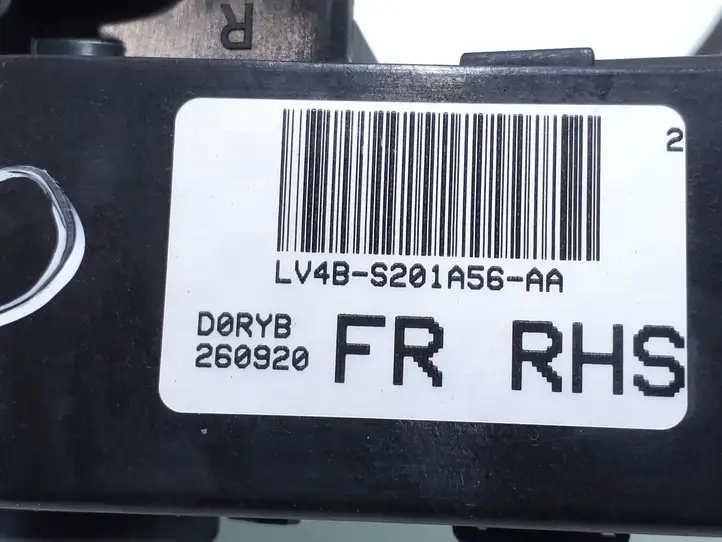 R
2
LV4B-S201A56-AA
D0RYB
260920
FR RHS